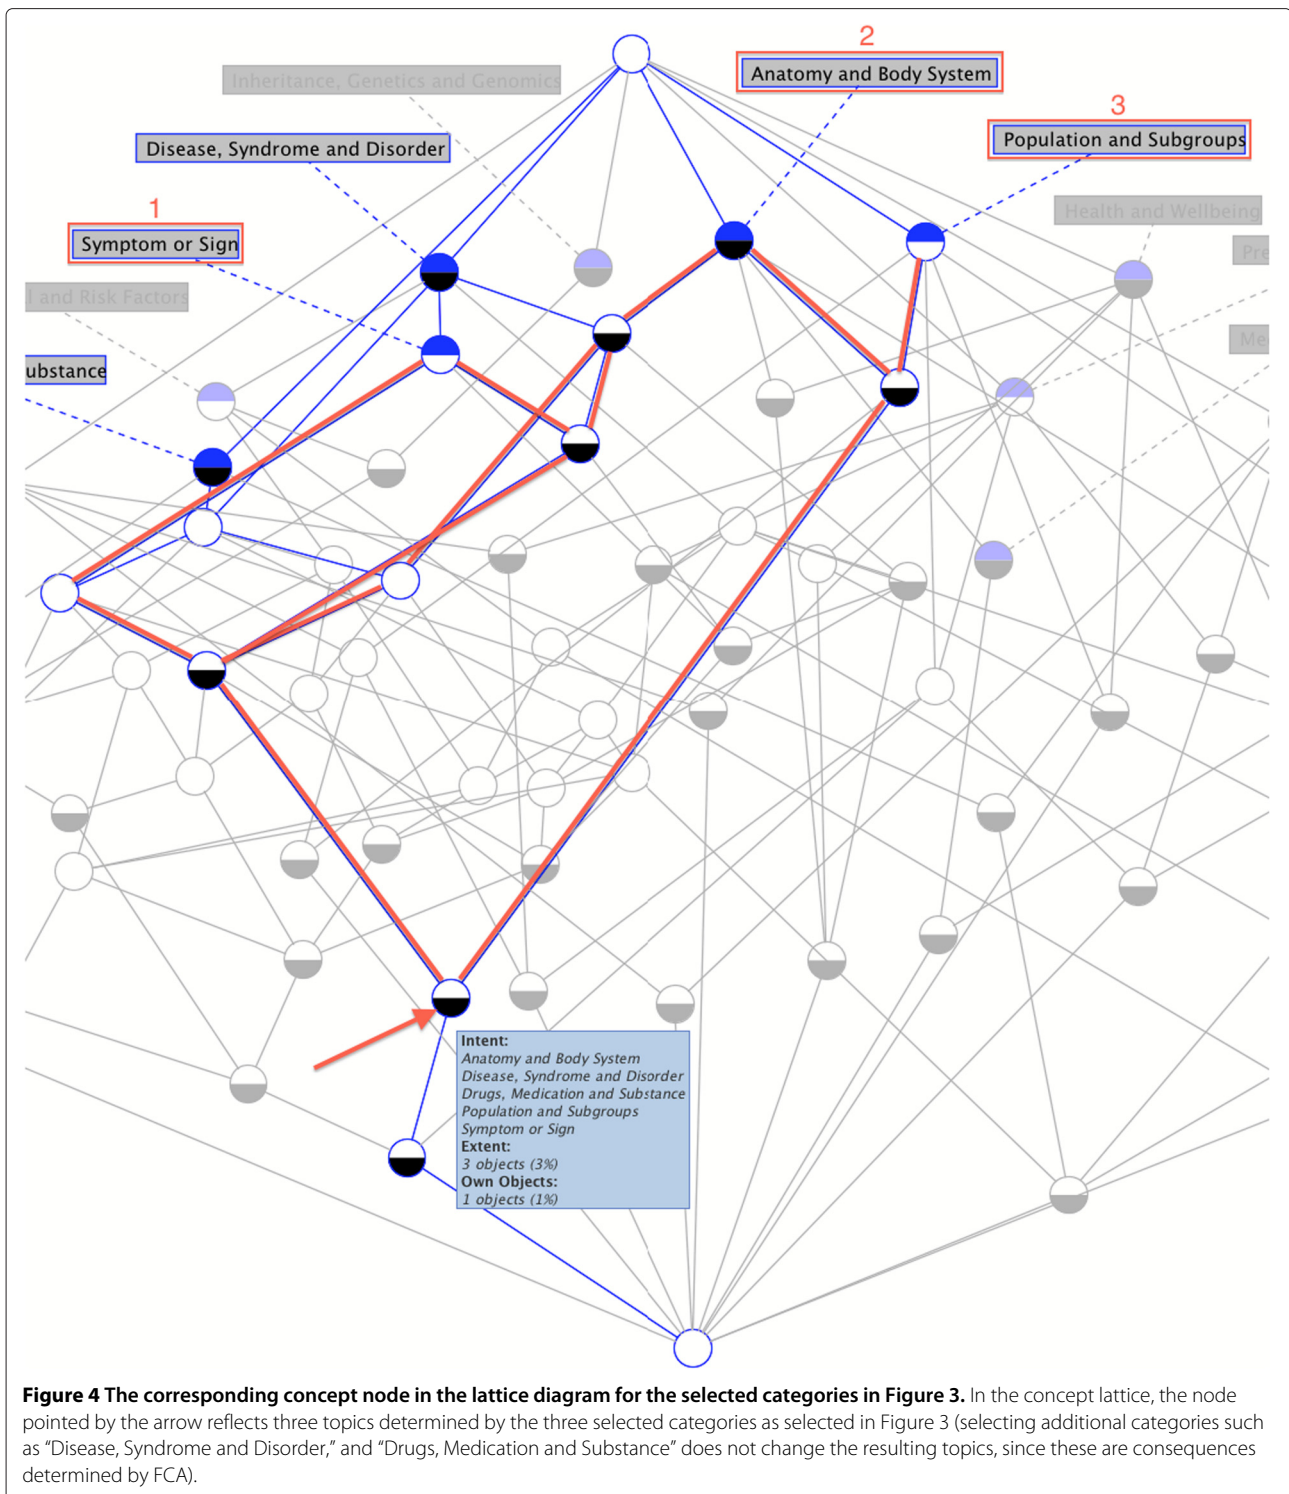 2
Inheritance, Genetics and Genomics
Anatomy and Body System
3
Disease, Syndrome and Disorder
Population and Subgroups
1
Health and Wellbeing
Symptom or Sign
Pre
l and Risk Factors
Me
ubstance
Intent:
Anatomy and Body System
Disease, Syndrome and Disorder
Drugs, Medication and Substance
Population and Subgroups
Symptom or Sign
Extent:
3 objects (3%)
Own Objects:
1 objects (1%)
Figure 4 The corresponding concept node in the lattice diagram for the selected categories in Figure 3. In the concept lattice, the node
pointed by the arrow reflects three topics determined by the three selected categories as selected in Figure 3 (selecting additional categories such
as “Disease, Syndrome and Disorder,” and “Drugs, Medication and Substance” does not change the resulting topics, since these are consequences
determined by FCA).